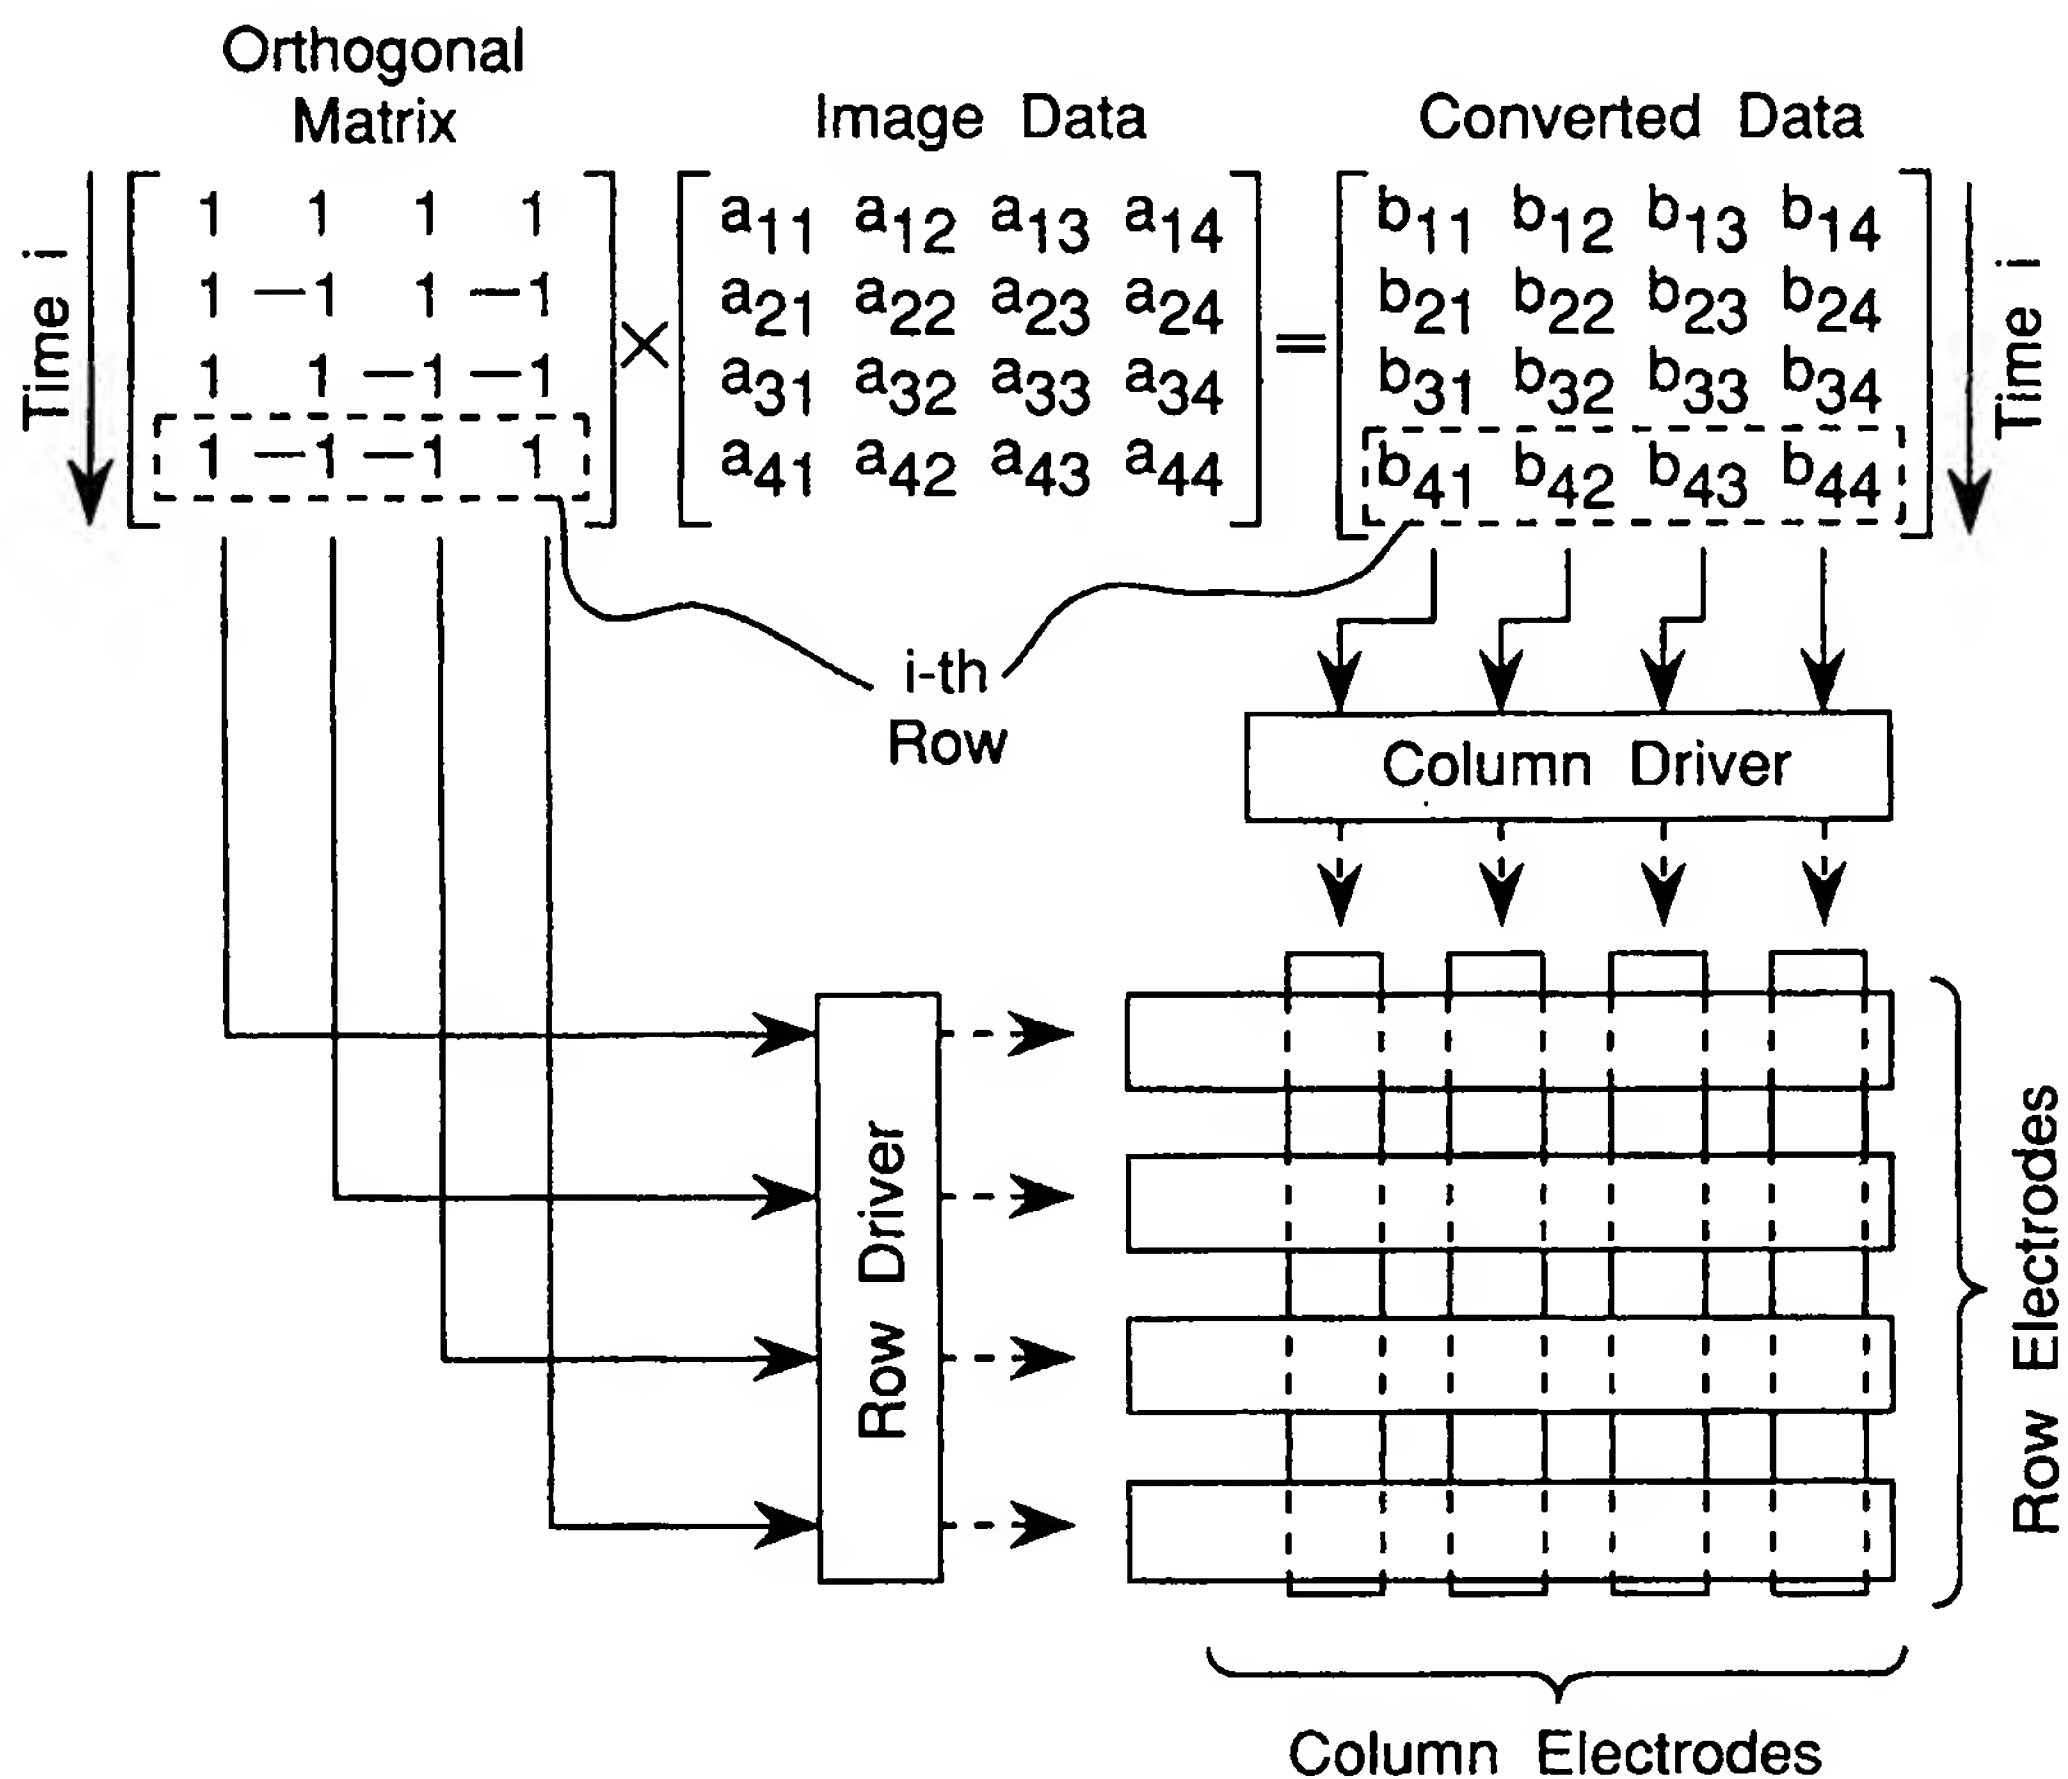 Orthogonal
Matrix
Image Data
Converted Data
Time i
1 1 1 1
1 −1 1 −1
1 1 −1 −1
1 −1 −1 1
×
a11 a12 a13 a14
a21 a22 a23 a24
a31 a32 a33 a34
a41 a42 a43 a44
=
b11 b12 b13 b14
b21 b22 b23 b24
b31 b32 b33 b34
b41 b42 b43 b44
Time i
i-th
Row
Column Driver
Row Driver
Row Electrodes
Column Electrodes